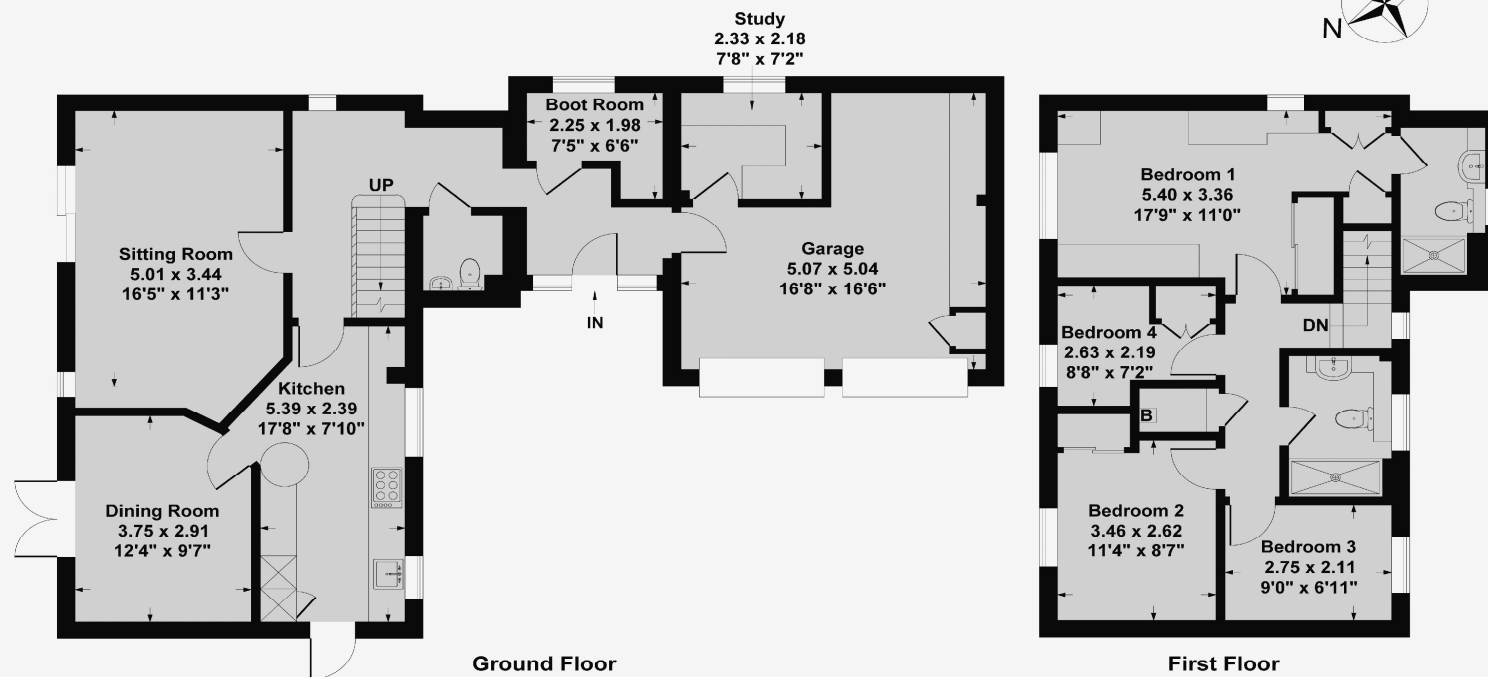 Study
2.33 x 2.18
7'8" x 7'2"
N
Boot Room
2.25 x 1.98
7'5" x 6'6"
UP
Sitting Room
5.01 x 3.44
16'5" x 11'3"
Garage
5.07 x 5.04
16'8" x 16'6"
IN
Kitchen
5.39 x 2.39
17'8" x 7'10"
Dining Room
3.75 x 2.91
12'4" x 9'7"
Ground Floor
Bedroom 1
5.40 x 3.36
17'9" x 11'0"
DN
Bedroom 4
2.63 x 2.19
8'8" x 7'2"
B
Bedroom 2
3.46 x 2.62
11'4" x 8'7"
Bedroom 3
2.75 x 2.11
9'0" x 6'11"
First Floor